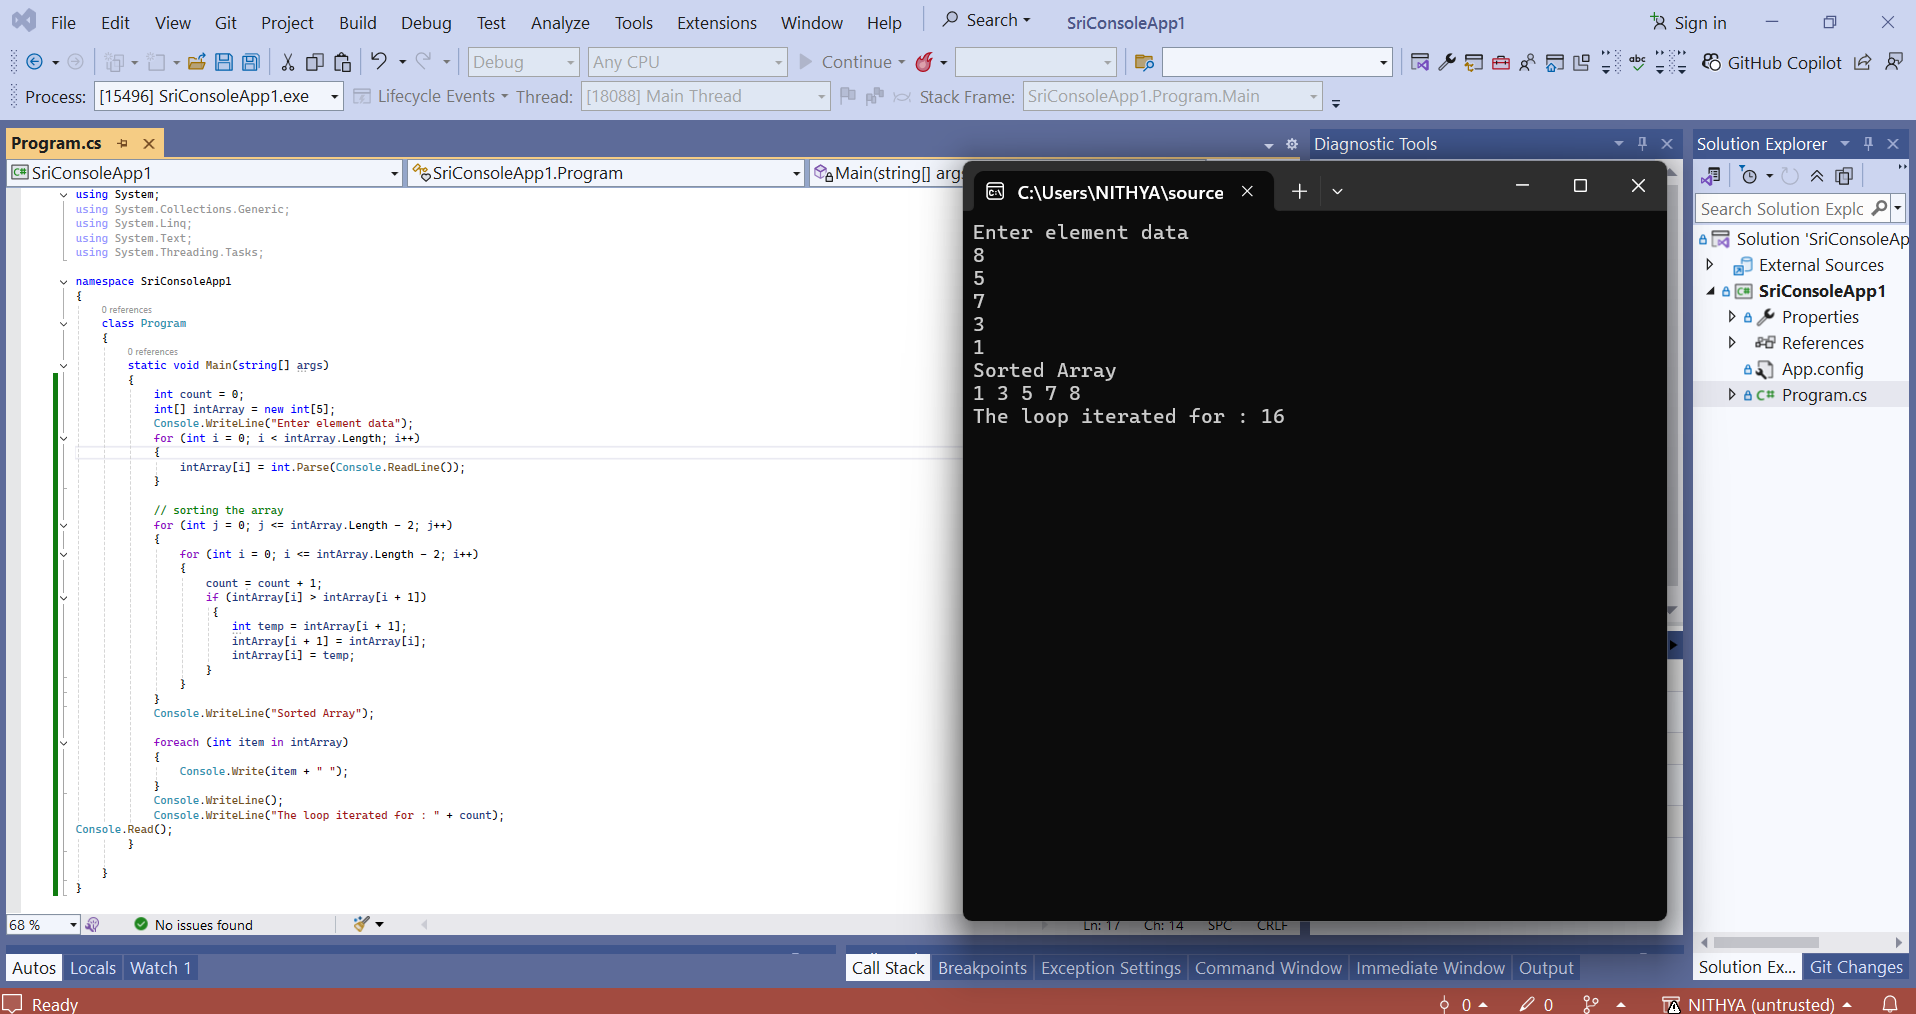 File Edit View Git Project Build Debug Test Analyze Tools Extensions Window Help Search SriConsoleApp1 Sign in
Debug Any CPU Continue GitHub Copilot
Process: [15496] SriConsoleApp1.exe Lifecycle Events Thread: [18088] Main Thread Stack Frame: SriConsoleApp1.Program.Main
Program.cs
SriConsoleApp1 SriConsoleApp1.Program Main(string[] args
using System;
using System.Collections.Generic;
using System.Linq;
using System.Text;
using System.Threading.Tasks;
namespace SriConsoleApp1
{
0 references
class Program
{
0 references
static void Main(string[] args)
{
int count = 0;
int[] intArray = new int[5];
Console.WriteLine("Enter element data");
for (int i = 0; i < intArray.Length; i++)
{
intArray[i] = int.Parse(Console.ReadLine());
}
// sorting the array
for (int j = 0; j <= intArray.Length - 2; j++)
{
for (int i = 0; i <= intArray.Length - 2; i++)
{
count = count + 1;
if (intArray[i] > intArray[i + 1])
{
int temp = intArray[i + 1];
intArray[i + 1] = intArray[i];
intArray[i] = temp;
}
}
}
Console.WriteLine("Sorted Array");
foreach (int item in intArray)
{
Console.Write(item + " ");
}
Console.WriteLine();
Console.WriteLine("The loop iterated for : " + count);
Console.Read();
}
}
}
68 % No issues found Ln: 17 Ch: 14 SPC CRLF
Diagnostic Tools
C:\Users\NITHYA\source
Enter element data
8
5
7
3
1
Sorted Array
1 3 5 7 8
The loop iterated for : 16
Solution Explorer
Search Solution Explc
Solution 'SriConsoleAp
External Sources
C# SriConsoleApp1
Properties
References
App.config
C# Program.cs
Autos Locals Watch 1 Call Stack Breakpoints Exception Settings Command Window Immediate Window Output Solution Ex... Git Changes
Ready 0 0 NITHYA (untrusted)